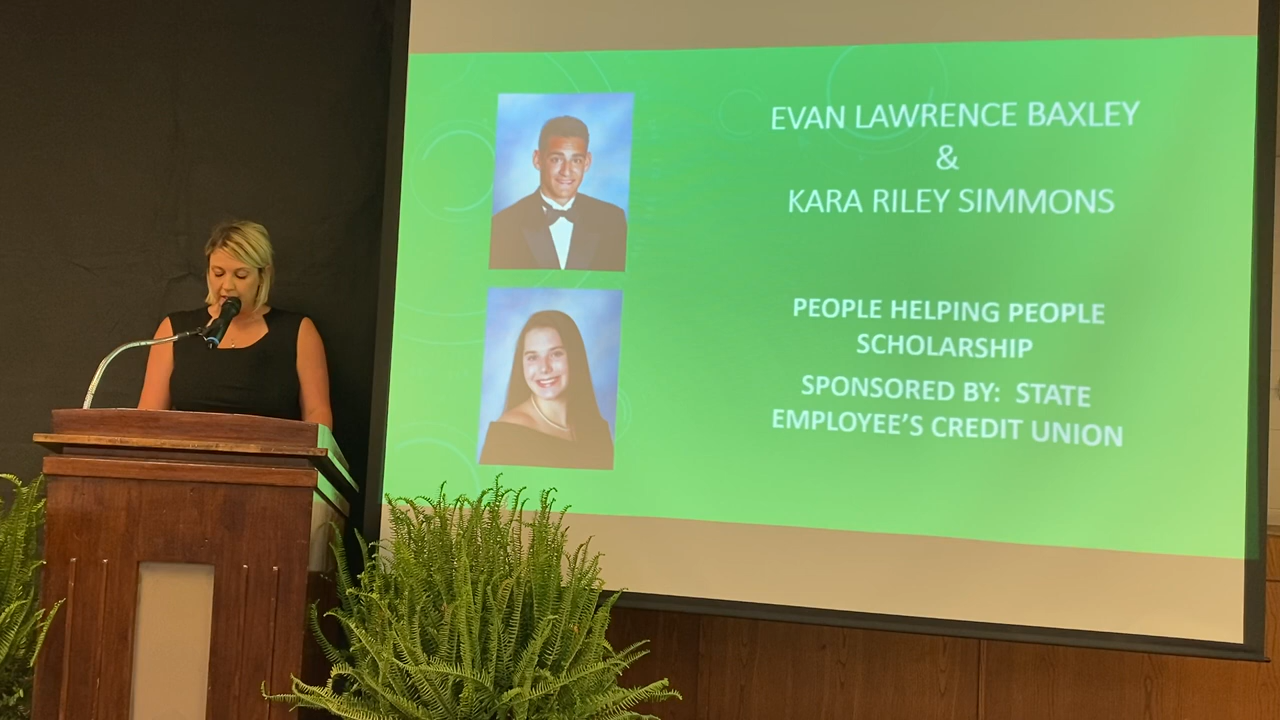 EVAN LAWRENCE BAXLEY
&
KARA RILEY SIMMONS
PEOPLE HELPING PEOPLE
SCHOLARSHIP
SPONSORED BY: STATE
EMPLOYEE'S CREDIT UNION